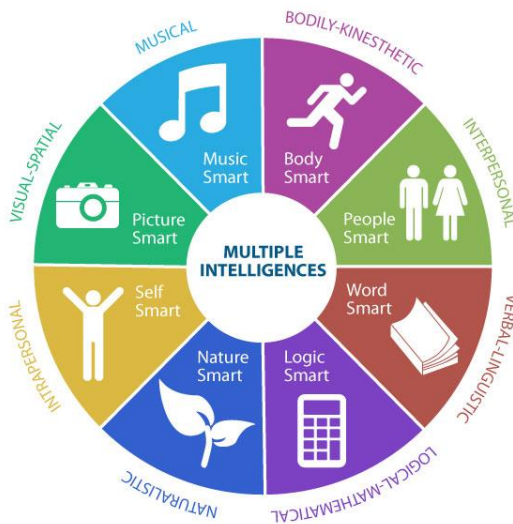 MUSICAL
BODILY-KINESTHETIC
VISUAL-SPATIAL
INTERPERSONAL
Music
Smart
Body
Smart
Picture
Smart
People
Smart
MULTIPLE
INTELLIGENCES
Self
Smart
Word
Smart
Nature
Smart
Logic
Smart
INTRAPERSONAL
VERBAL-LINGUISTIC
NATURALISTIC
LOGICAL-MATHEMATICAL